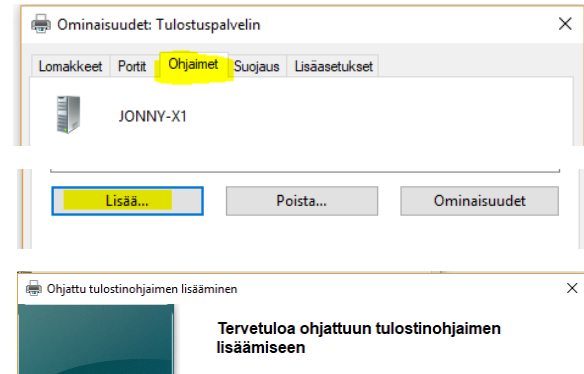 Ominaisuudet: Tulostuspalvelin
Lomakkeet Portit Ohjaimet Suojaus Lisäasetukset
JONNY-X1
Lisää... Poista... Ominaisuudet
Ohjattu tulostinohjaimen lisääminen
Tervetuloa ohjattuun tulostinohjaimen
lisäämiseen